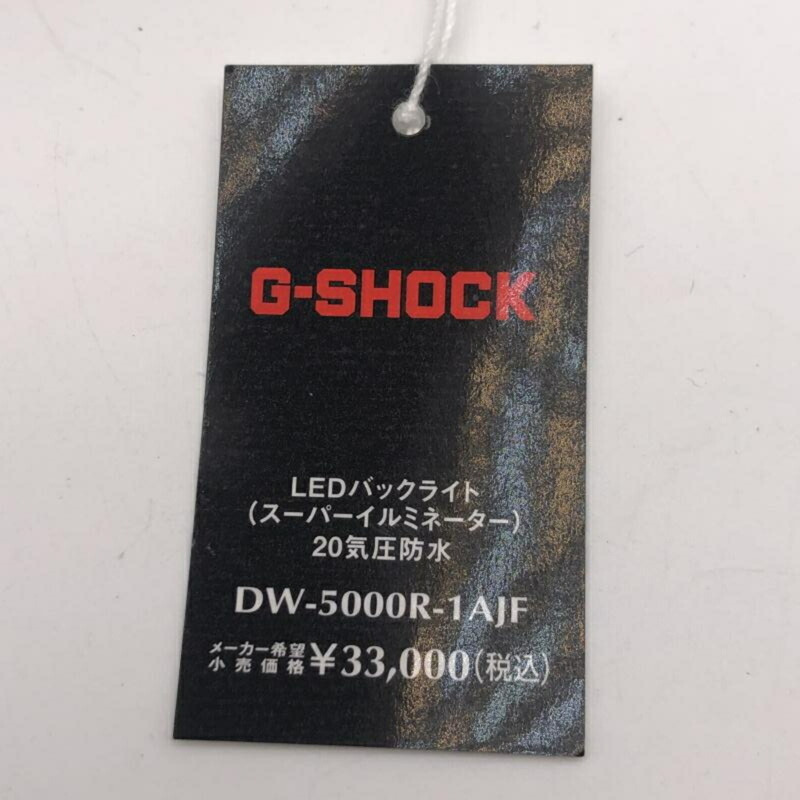 G-SHOCK
LEDバックライト
(スーパーイルミネーター)
20気圧防水
DW-5000R-1AJF
メーカー希望
小売価格 ¥33,000(税込)